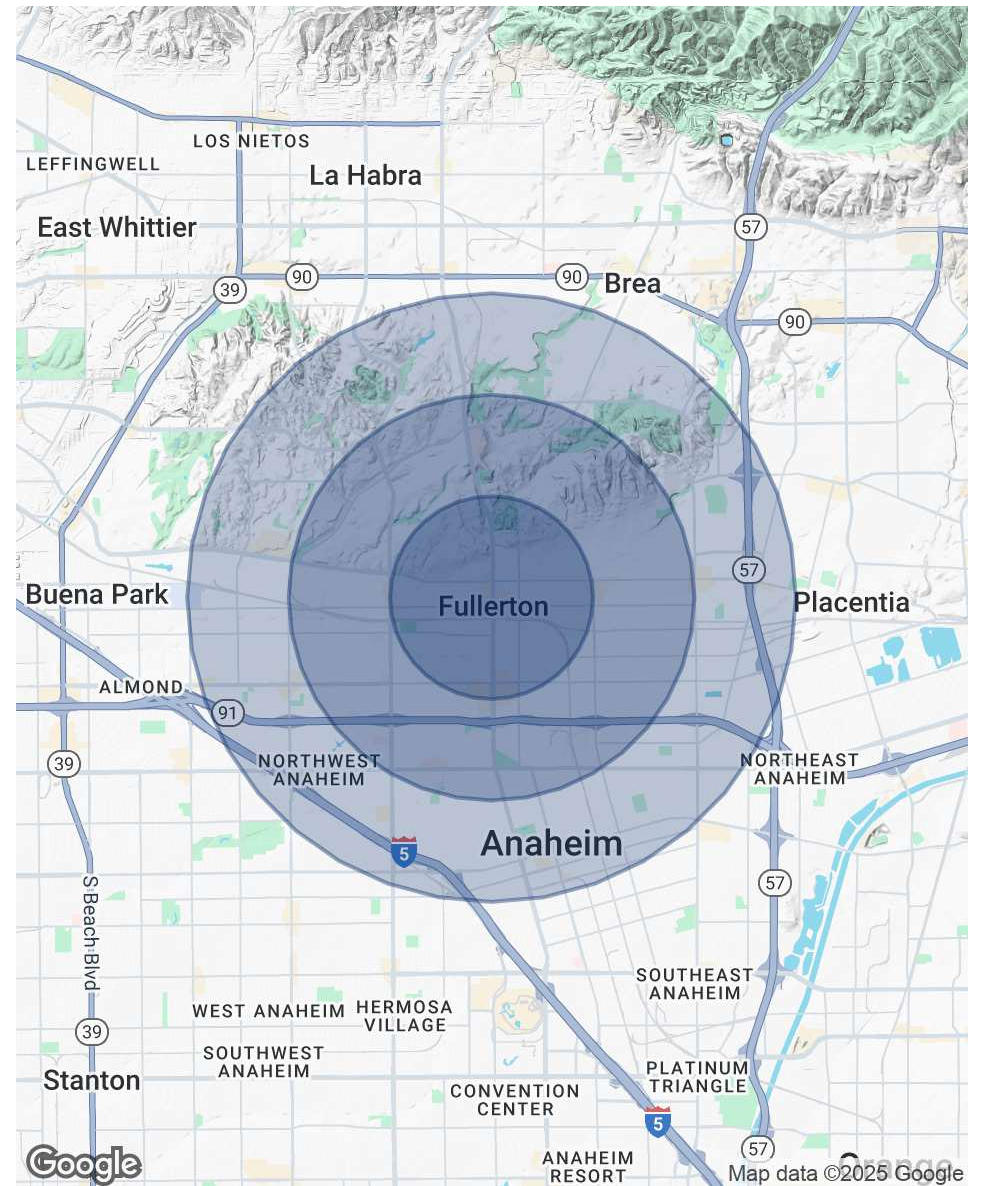 LOS NIETOS
LEFFINGWELL
La Habra
East Whittier
57
90
90
39
Brea
90
57
Buena Park
Fullerton
Placentia
ALMOND
91
39
NORTHWEST
ANAHEIM
NORTHEAST
ANAHEIM
Anaheim
5
57
S Beach Blvd
SOUTHEAST
ANAHEIM
WEST ANAHEIM
HERMOSA
VILLAGE
39
SOUTHWEST
ANAHEIM
Stanton
PLATINUM
TRIANGLE
CONVENTION
CENTER
5
57
ANAHEIM
RESORT
Orange
Google
Map data ©2025 Google